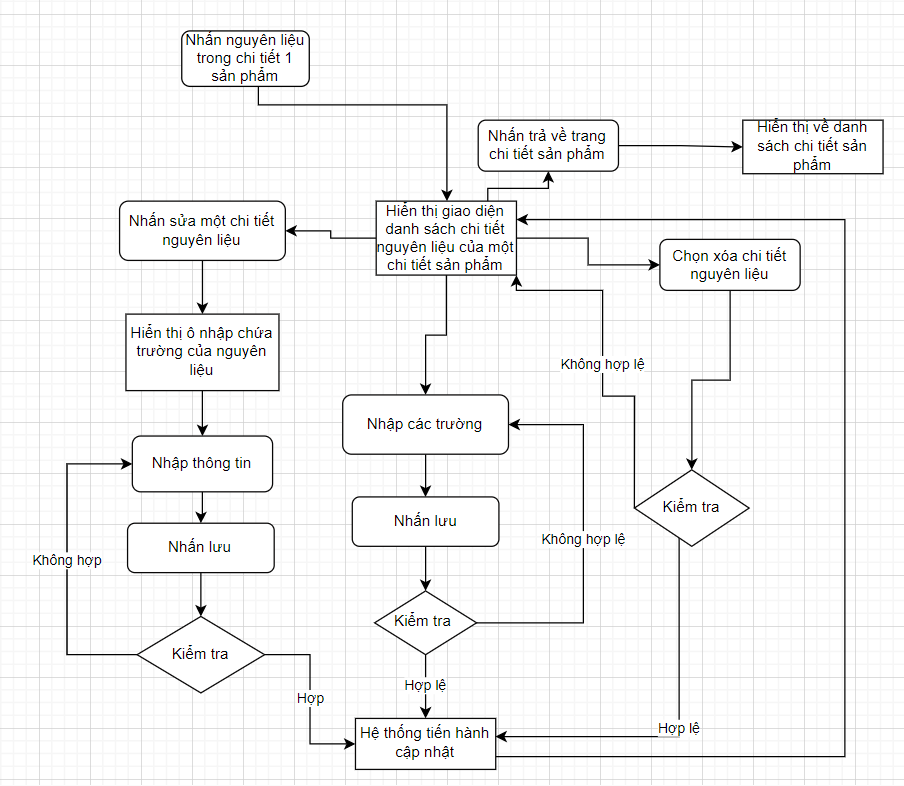 Nhấn nguyên liệu
trong chi tiết 1
sản phẩm
Nhấn trả về trang
chi tiết sản phẩm
Hiển thị về danh
sách chi tiết sản
phẩm
Nhấn sửa một chi tiết
nguyên liệu
Hiển thị giao diện
danh sách chi tiết
nguyên liệu của một
chi tiết sản phẩm
Chọn xóa chi tiết
nguyên liệu
Hiển thị ô nhập chứa
trường của nguyên
liệu
Không hợp lệ
Nhập các trường
Nhập thông tin
Kiểm tra
Nhấn lưu
Không hợp lệ
Nhấn lưu
Không hợp
Kiểm tra
Kiểm tra
Hợp lệ
Hợp
Hợp lệ
Hệ thống tiến hành
cập nhật